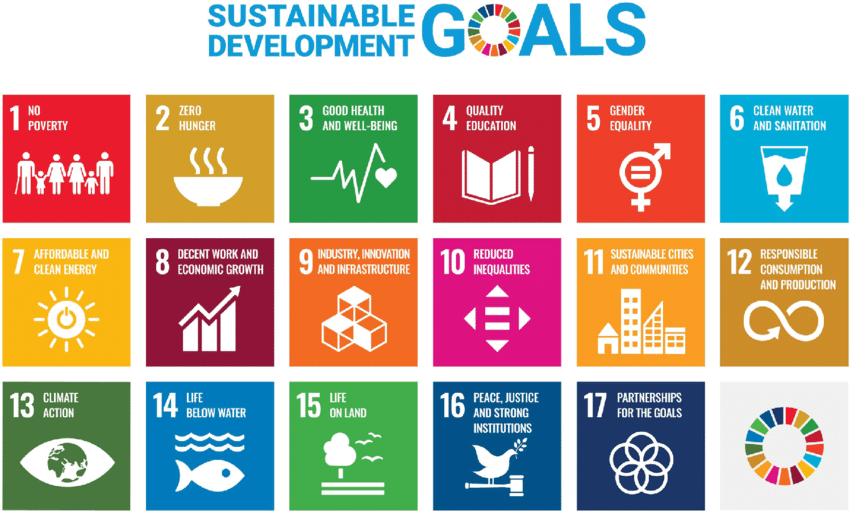 SUSTAINABLE
DEVELOPMENT
GOALS
1 NO
POVERTY
2 ZERO
HUNGER
3 GOOD HEALTH
AND WELL-BEING
4 QUALITY
EDUCATION
5 GENDER
EQUALITY
6 CLEAN WATER
AND SANITATION
7 AFFORDABLE AND
CLEAN ENERGY
8 DECENT WORK AND
ECONOMIC GROWTH
9 INDUSTRY, INNOVATION
AND INFRASTRUCTURE
10 REDUCED
INEQUALITIES
11 SUSTAINABLE CITIES
AND COMMUNITIES
12 RESPONSIBLE
CONSUMPTION
AND PRODUCTION
13 CLIMATE
ACTION
14 LIFE
BELOW WATER
15 LIFE
ON LAND
16 PEACE, JUSTICE
AND STRONG
INSTITUTIONS
17 PARTNERSHIPS
FOR THE GOALS